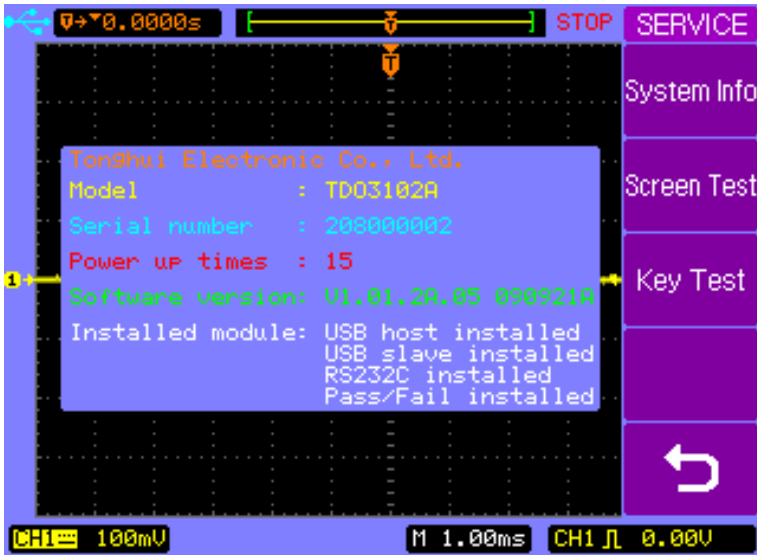 0.0000s
STOP
SERVICE
T
System Info
Tonghui Electronic Co., Ltd.
Model : TDO3102A
Screen Test
Serial number : 208000002
Power up times : 15
1
Key Test
Software version: V1.01.2A.05 090921A
Installed module: USB host installed
USB slave installed
RS232C installed
Pass/Fail installed
CH1 100mV
M 1.00ms
CH1 0.00V